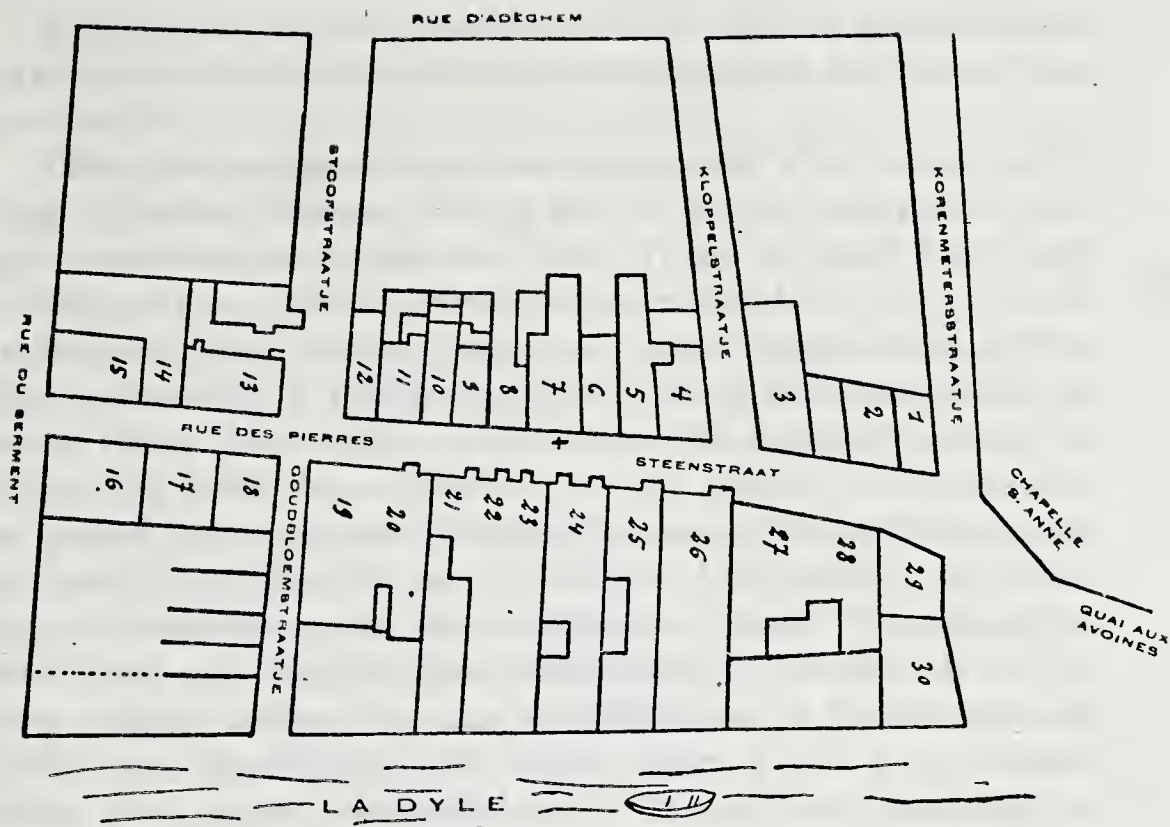 RUE D'ADEGHEM
STOOFSTRAATJE
KLOPPELSTRAATJE
KORENMETERSSTRAATJE
RUE DU SERMENT
15
14
13
12
11
10
9
8
7
6
5
4
3
2
1
RUE DES PIERRES
STEENSTRAAT
CHAPELLE
S. ANNE
QUAI AUX
AVOINES
16.
17
18
GOUDBLOEMSTRAATJE
19
20
21
22
23
24
25
26
27
28
29
30
LA DYLE